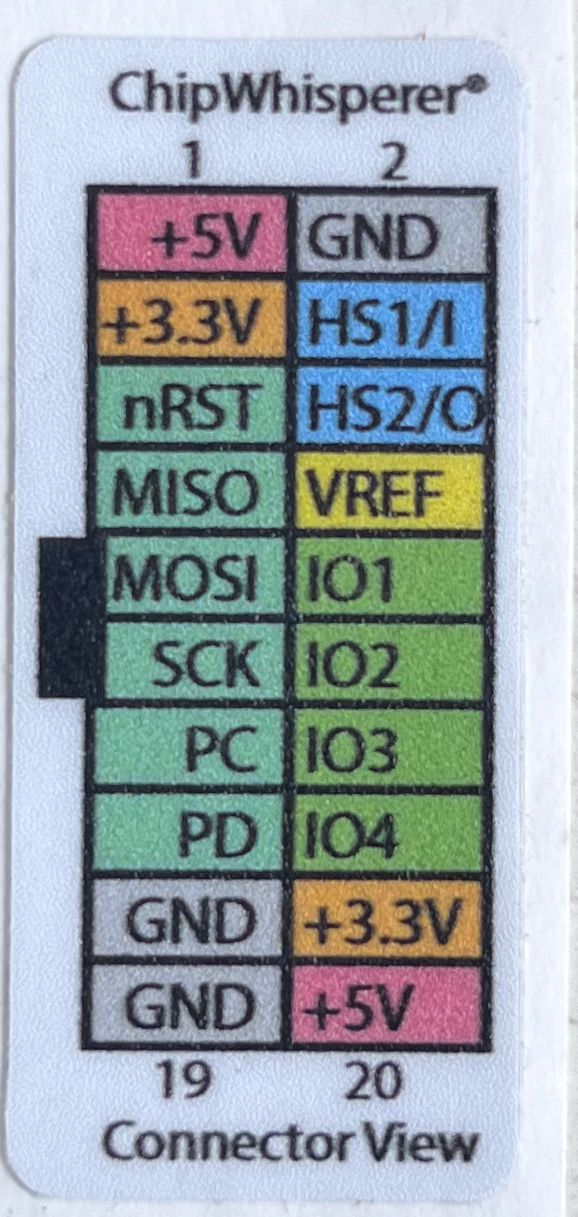 ChipWhisperer®
1 2
+5V GND
+3.3V HS1/I
nRST HS2/O
MISO VREF
MOSI IO1
SCK IO2
PC IO3
PD IO4
GND +3.3V
GND +5V
19 20
Connector View